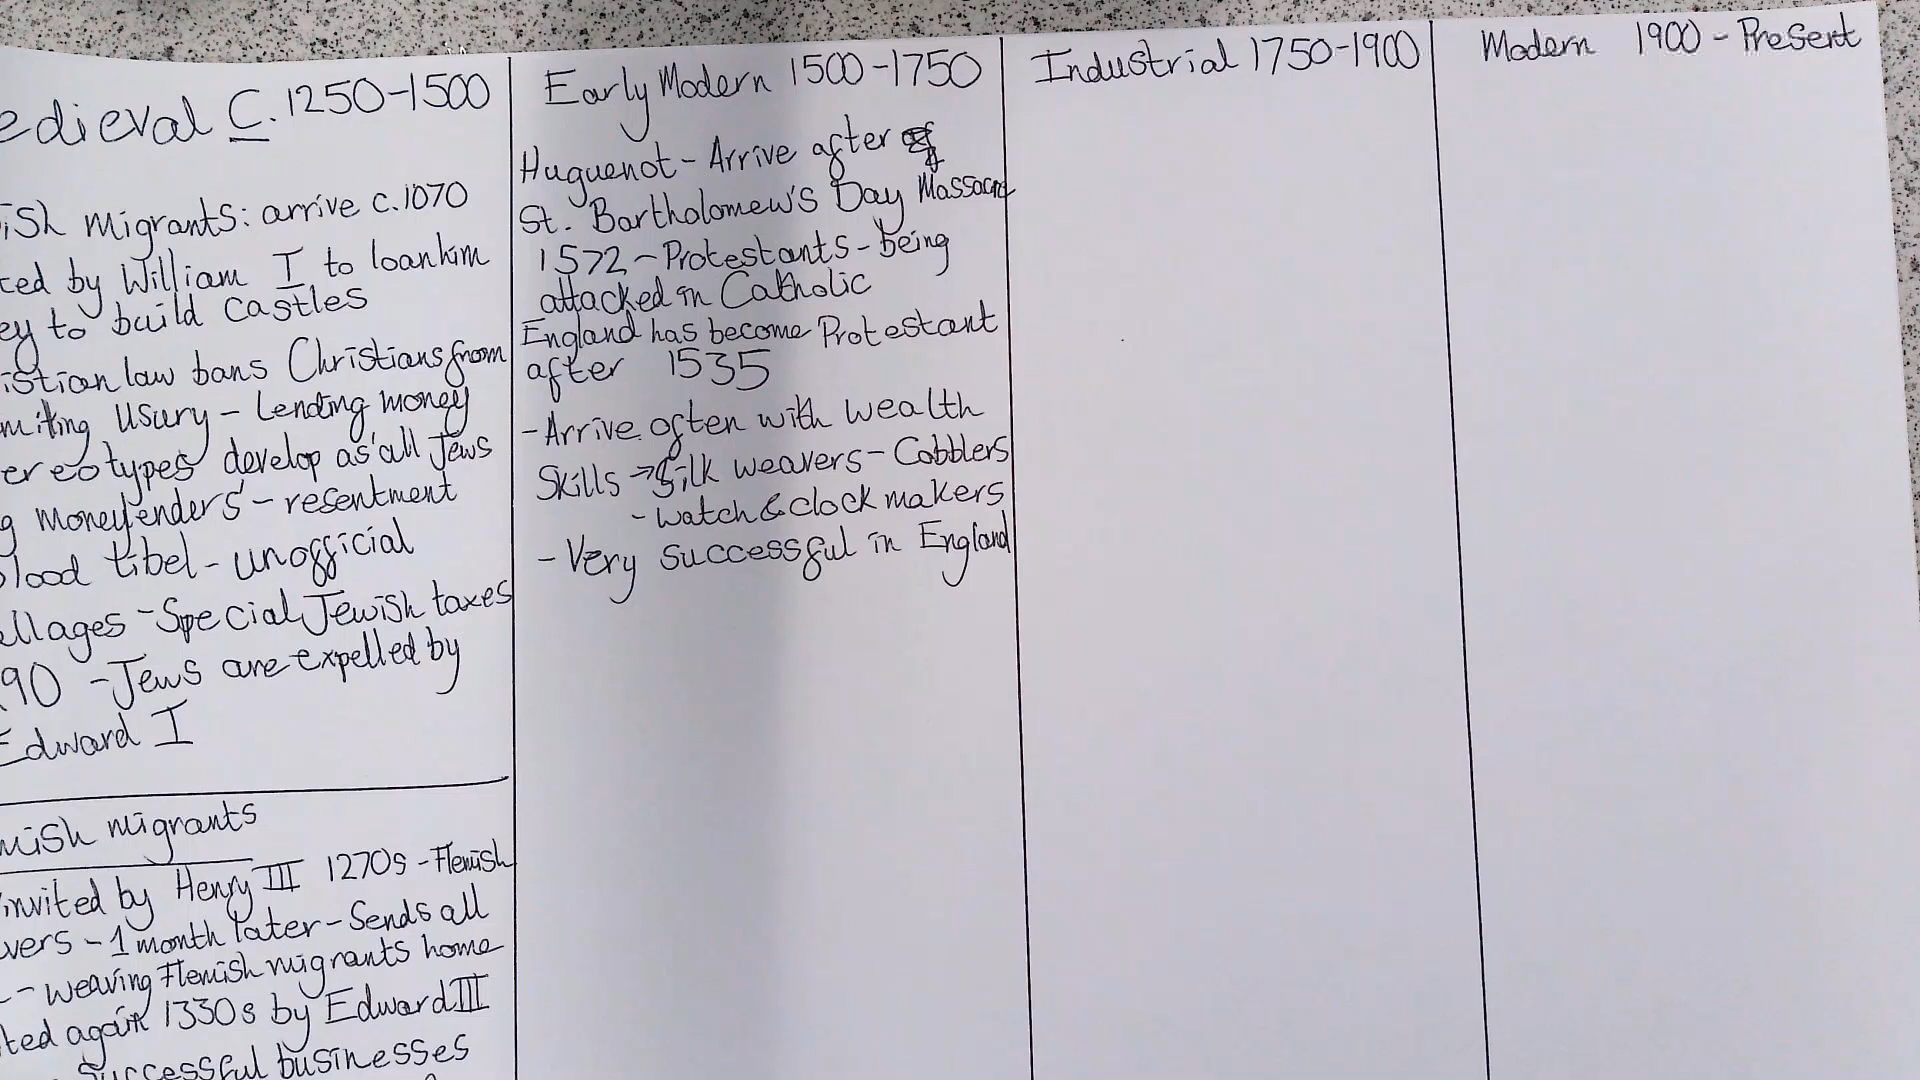 edieval C. 1250-1500
ish Migrants: arrive c.1070
ted by William I to loan him
ey to build castles
istian law bans Christians from
mitting Usury - Lending money
ereotypes develop as 'all Jews
g moneylenders' - resentment
lood libel - unofficial
ellages - Special Jewish taxes
90 - Jews are expelled by
Edward I
mish migrants
invited by Henry III 1270s - Flemish
vers - 1 month later - Sends all
- weaving Flemish migrants home
ted again 1330s by Edward III
successful businesses
Early Modern 1500-1750
Huguenot - Arrive after
St. Bartholomew's Day Massacre
1572 - Protestants - being
attacked in Catholic
England has become Protestant
after 1535
- Arrive often with wealth
Skills → Silk weavers - Cobblers
- watch & clock makers
- Very successful in England
Industrial 1750-1900
Modern 1900 - Present